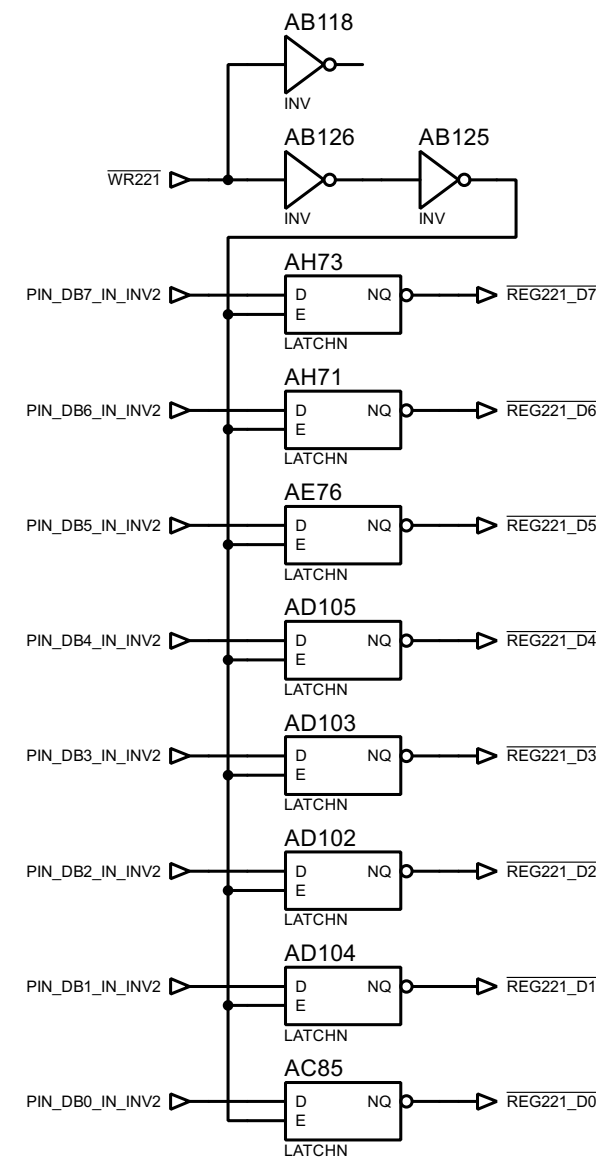 AB118
INV
AB126 AB125
WR221
INV INV
AH73
PIN_DB7_IN_INV2 D NQ REG221_D7
E
LATCHN
AH71
PIN_DB6_IN_INV2 D NQ REG221_D6
E
LATCHN
AE76
PIN_DB5_IN_INV2 D NQ REG221_D5
E
LATCHN
AD105
PIN_DB4_IN_INV2 D NQ REG221_D4
E
LATCHN
AD103
PIN_DB3_IN_INV2 D NQ REG221_D3
E
LATCHN
AD102
PIN_DB2_IN_INV2 D NQ REG221_D2
E
LATCHN
AD104
PIN_DB1_IN_INV2 D NQ REG221_D1
E
LATCHN
AC85
PIN_DB0_IN_INV2 D NQ REG221_D0
E
LATCHN